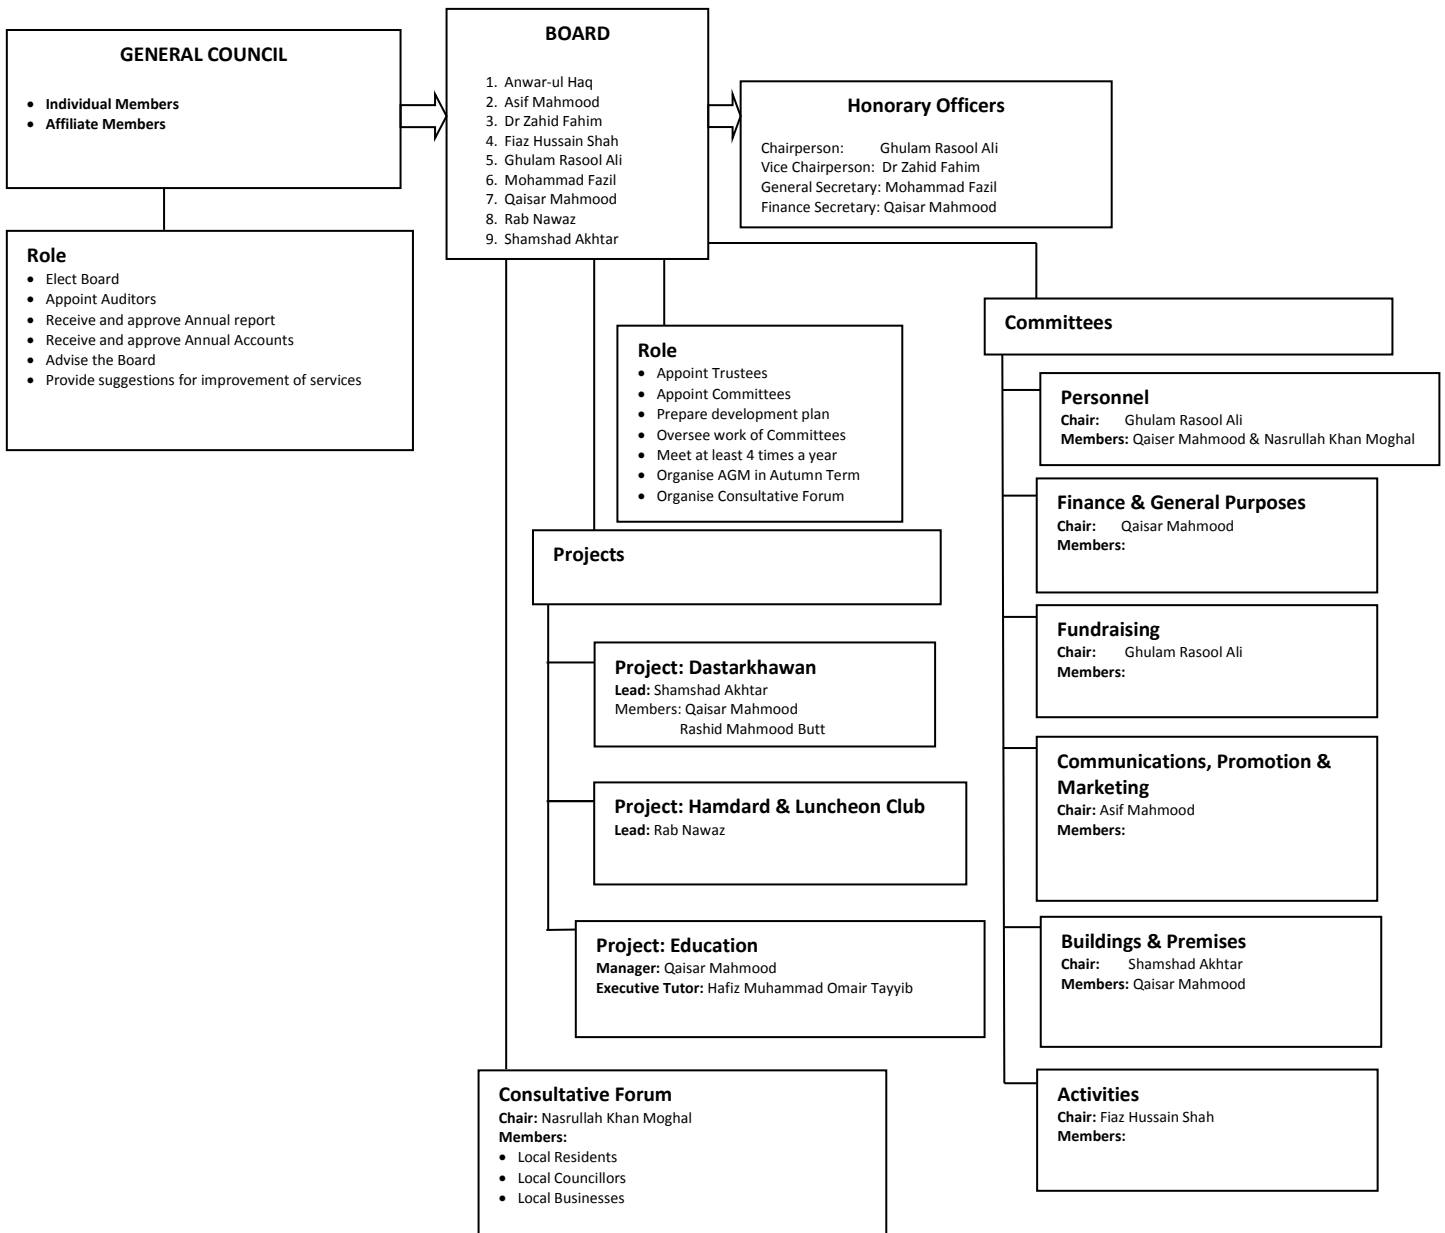 GENERAL COUNCIL
• Individual Members
• Affiliate Members
Role
• Elect Board
• Appoint Auditors
• Receive and approve Annual report
• Receive and approve Annual Accounts
• Advise the Board
• Provide suggestions for improvement of services
BOARD
1. Anwar-ul Haq
2. Asif Mahmood
3. Dr Zahid Fahim
4. Fiaz Hussain Shah
5. Ghulam Rasool Ali
6. Mohammad Fazil
7. Qaisar Mahmood
8. Rab Nawaz
9. Shamshad Akhtar
Honorary Officers
Chairperson: Ghulam Rasool Ali
Vice Chairperson: Dr Zahid Fahim
General Secretary: Mohammad Fazil
Finance Secretary: Qaisar Mahmood
Role
• Appoint Trustees
• Appoint Committees
• Prepare development plan
• Oversee work of Committees
• Meet at least 4 times a year
• Organise AGM in Autumn Term
• Organise Consultative Forum
Projects
Project: Dastarkhawan
Lead: Shamshad Akhtar
Members: Qaisar Mahmood
Rashid Mahmood Butt
Project: Hamdard & Luncheon Club
Lead: Rab Nawaz
Project: Education
Manager: Qaisar Mahmood
Executive Tutor: Hafiz Muhammad Omair Tayyib
Consultative Forum
Chair: Nasrullah Khan Moghal
Members:
• Local Residents
• Local Councillors
• Local Businesses
Committees
Personnel
Chair: Ghulam Rasool Ali
Members: Qaiser Mahmood & Nasrullah Khan Moghal
Finance & General Purposes
Chair: Qaisar Mahmood
Members:
Fundraising
Chair: Ghulam Rasool Ali
Members:
Communications, Promotion &
Marketing
Chair: Asif Mahmood
Members:
Buildings & Premises
Chair: Shamshad Akhtar
Members: Qaisar Mahmood
Activities
Chair: Fiaz Hussain Shah
Members: